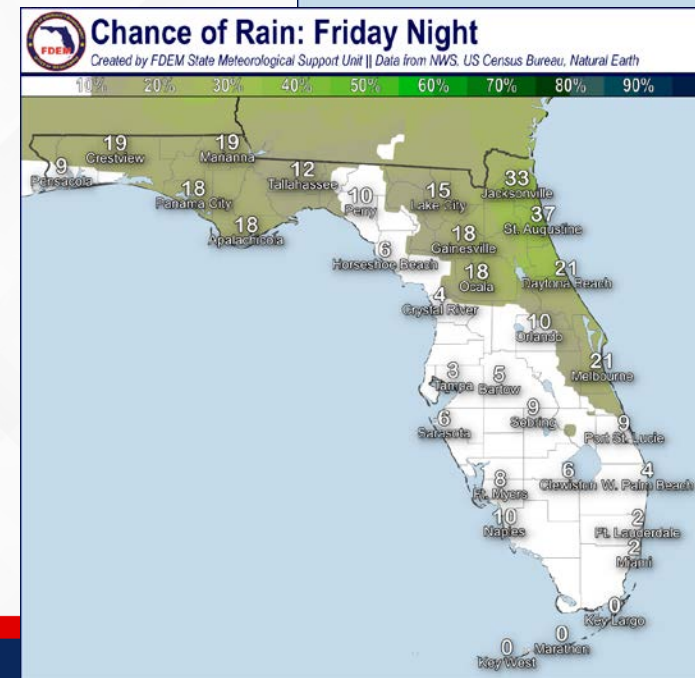 FDEM
Chance of Rain: Friday Night
Created by FDEM State Meteorological Support Unit || Data from NWS, US Census Bureau, Natural Earth
10% 20% 30% 40% 50% 60% 70% 80% 90%
19
Crestview
19
Marianna
9
Pensacola
12
Tallahassee
33
Jacksonville
18
Panama City
10
Perry
15
Lake City
37
St. Augustine
18
Apalachicola
18
Gainesville
6
Horseshoe Beach
18
Ocala
21
Daytona Beach
4
Crystal River
10
Orlando
21
Melbourne
3
Tampa
5
Bartow
6
Sarasota
9
Sebring
9
Port St. Lucie
8
Ft. Myers
6
Clewiston
4
W. Palm Beach
10
Naples
2
Ft. Lauderdale
2
Miami
0
Key Largo
0
Marathon
0
Key West